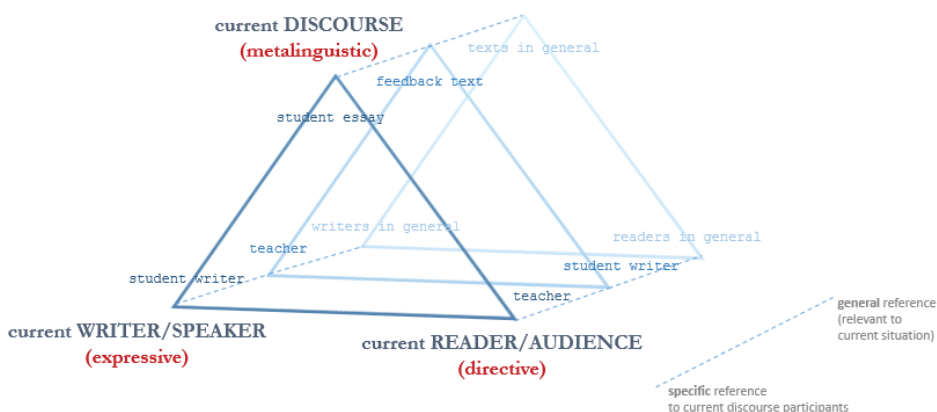 current DISCOURSE
(metalinguistic)
texts in general
feedback text
student essay
writers in general
teacher
readers in general
student writer
student writer
teacher
current WRITER/SPEAKER
(expressive)
current READER/AUDIENCE
(directive)
general reference
(relevant to
current situation)
specific reference
to current discourse participants